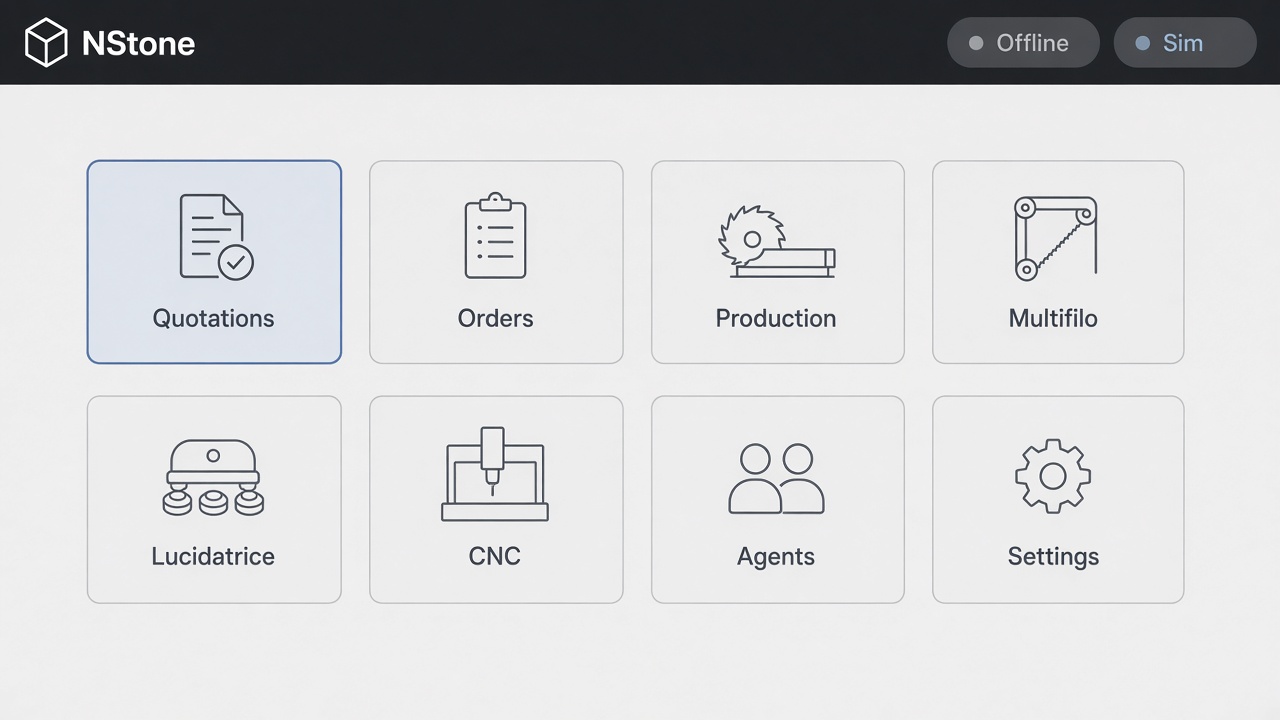 NStone
Offline
Sim
Quotations
Orders
Production
Multifilo
Lucidatrice
CNC
Agents
Settings